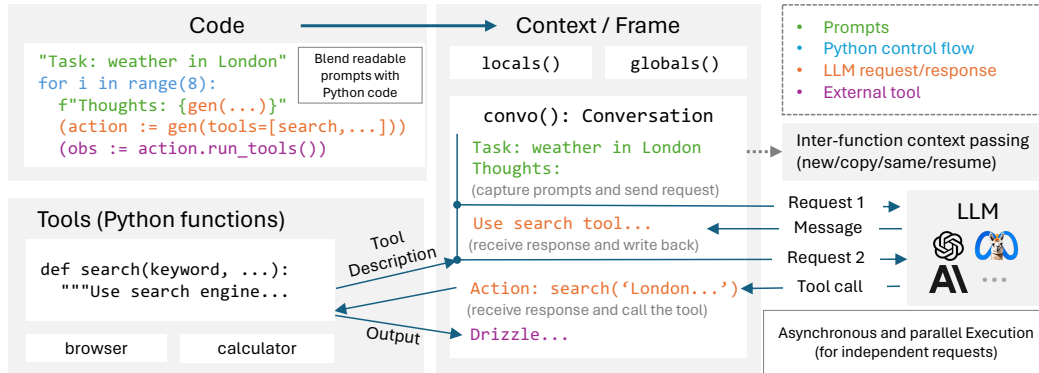 Code
"Task: weather in London"
for i in range(8):
f"Thoughts: {gen(...)}"
(action := gen(tools=[search,...]))
(obs := action.run_tools())
Blend readable
prompts with
Python code
Tools (Python functions)
def search(keyword, ...):
"""Use search engine...
browser
calculator
Tool
Description
Output
Context / Frame
locals()
globals()
convo(): Conversation
Task: weather in London
Thoughts:
(capture prompts and send request)
Use search tool...
(receive response and write back)
Action: search(‘London...’)
(receive response and call the tool)
Drizzle...
• Prompts
• Python control flow
• LLM request/response
• External tool
Inter-function context passing
(new/copy/same/resume)
Request 1
Message
Request 2
Tool call
LLM
AI
...
Asynchronous and parallel Execution
(for independent requests)